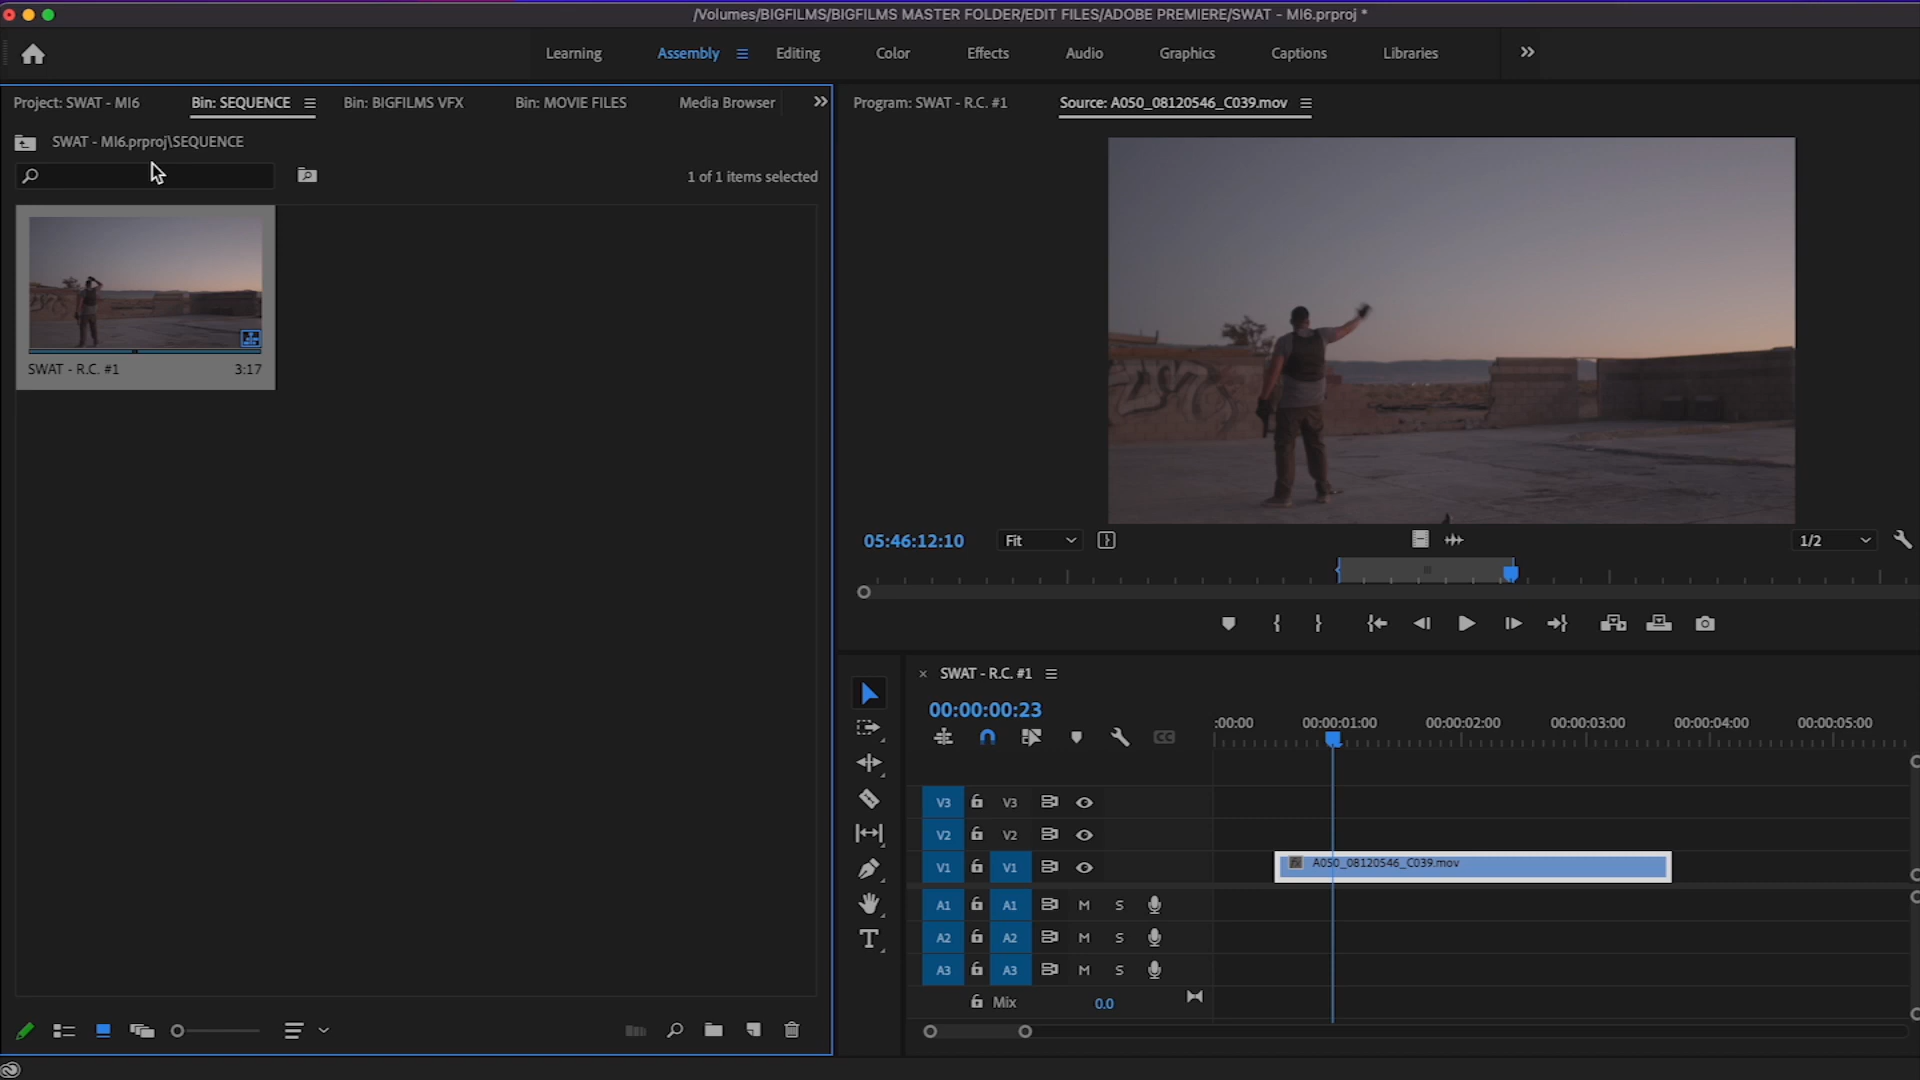 /Volumes/BIGFILMS/BIGFILMS MASTER FOLDER/EDIT FILES/ADOBE PREMIERE/SWAT - MI6.prproj *
Learning Assembly Editing Color Effects Audio Graphics Captions Libraries
Project: SWAT - MI6 Bin: SEQUENCE Bin: BIGFILMS VFX Bin: MOVIE FILES Media Browser
Program: SWAT - R.C. #1 Source: A050_08120546_C039.mov
SWAT - MI6.prproj\SEQUENCE
1 of 1 items selected
SWAT - R.C. #1 3:17
05:46:12:10 Fit 1/2
SWAT - R.C. #1
00:00:00:23
:00:00 00:00:01:00 00:00:02:00 00:00:03:00 00:00:04:00 00:00:05:00
CC
V3 V3
V2 V2
V1 V1 fx A050_08120546_C039.mov
A1 A1 M S
A2 A2 M S
A3 A3 M S
Mix 0.0